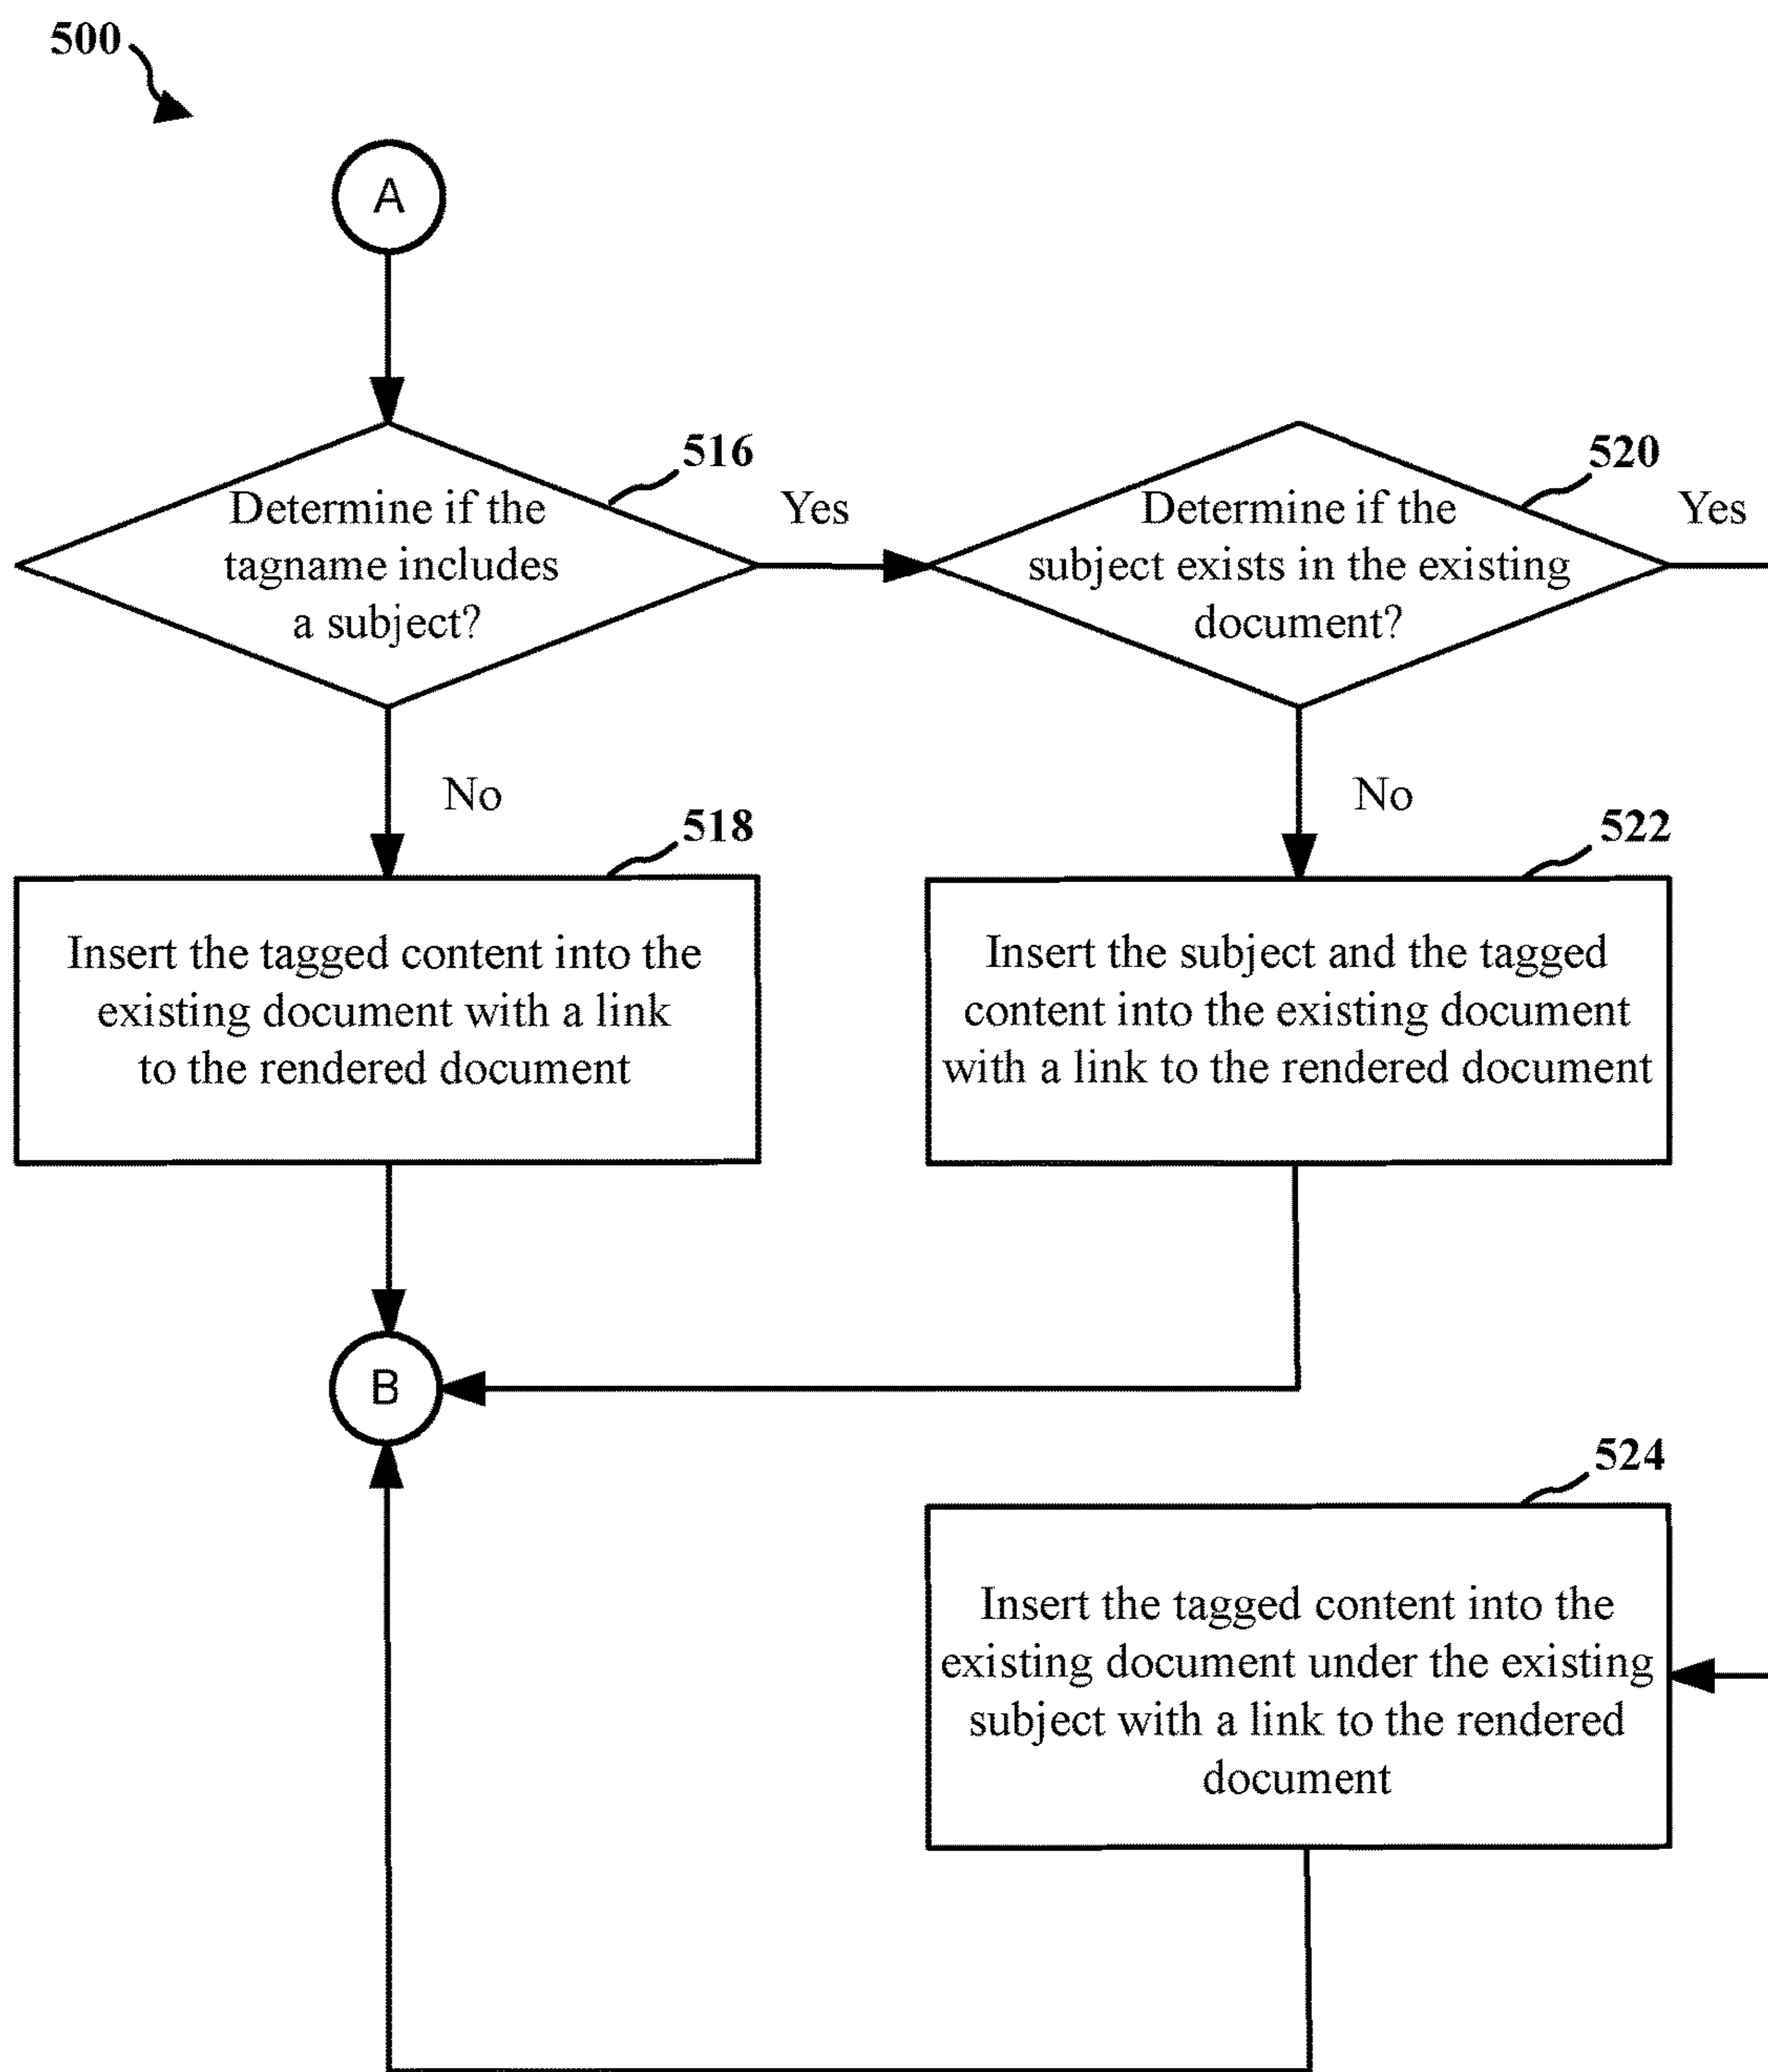 500
A
516
Determine if the
tagname includes
a subject?
Yes
520
Determine if the
subject exists in the existing
document?
Yes
No
518
Insert the tagged content into the
existing document with a link
to the rendered document
No
522
Insert the subject and the tagged
content into the existing document
with a link to the rendered document
B
524
Insert the tagged content into the
existing document under the existing
subject with a link to the rendered
document